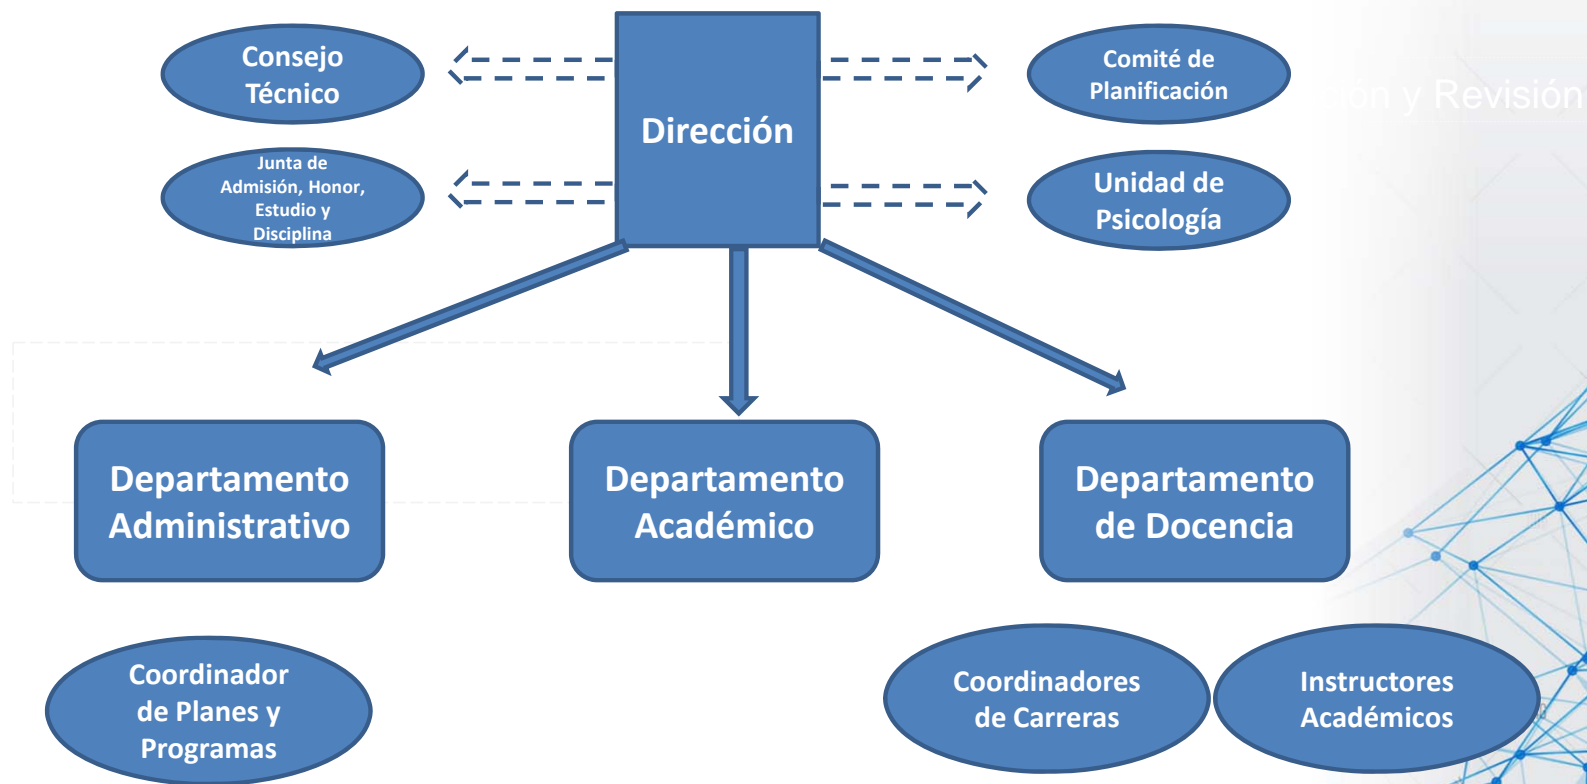 Consejo
Técnico
Dirección
Comité de
Planificación
y Revisión
Junta de
Admisión, Honor,
Estudio y
Disciplina
Unidad de
Psicología
Departamento
Administrativo
Departamento
Académico
Departamento
de Docencia
Coordinador
de Planes y
Programas
Coordinadores
de Carreras
Instructores
Académicos